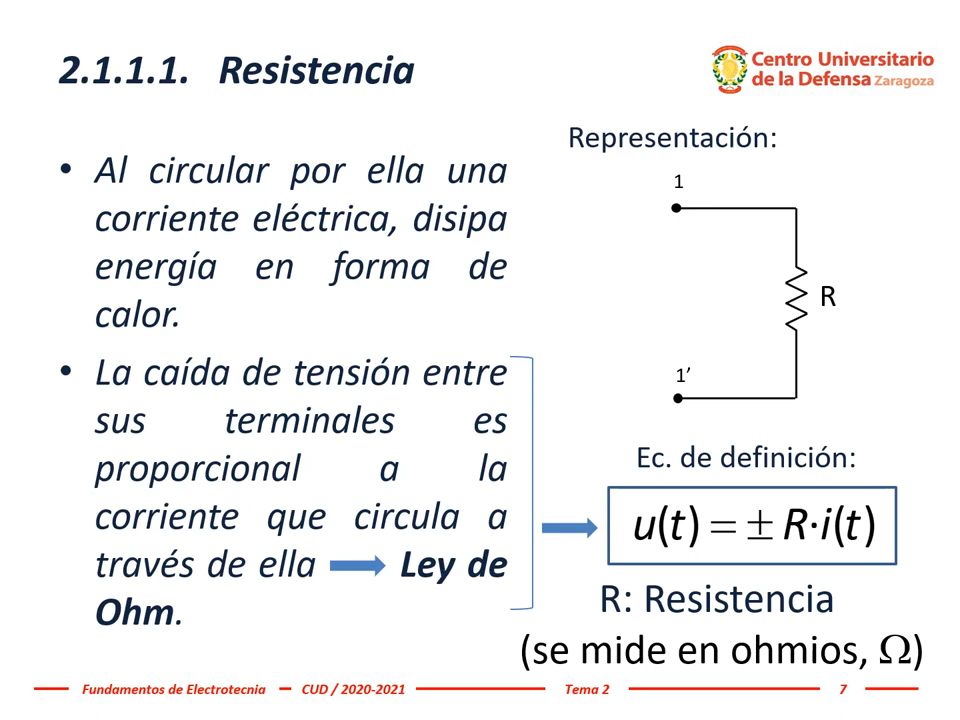 2.1.1.1. Resistencia
Centro Universitario
de la Defensa Zaragoza
• Al circular por ella una
corriente eléctrica, disipa
energía en forma de
calor.
• La caída de tensión entre
sus terminales es
proporcional a la
corriente que circula a
través de ella Ley de
Ohm.
Representación:
1
R
1’
Ec. de definición:
u(t) = ± R·i(t)
R: Resistencia
(se mide en ohmios, Ω)
Fundamentos de Electrotecnia CUD / 2020-2021 Tema 2 7